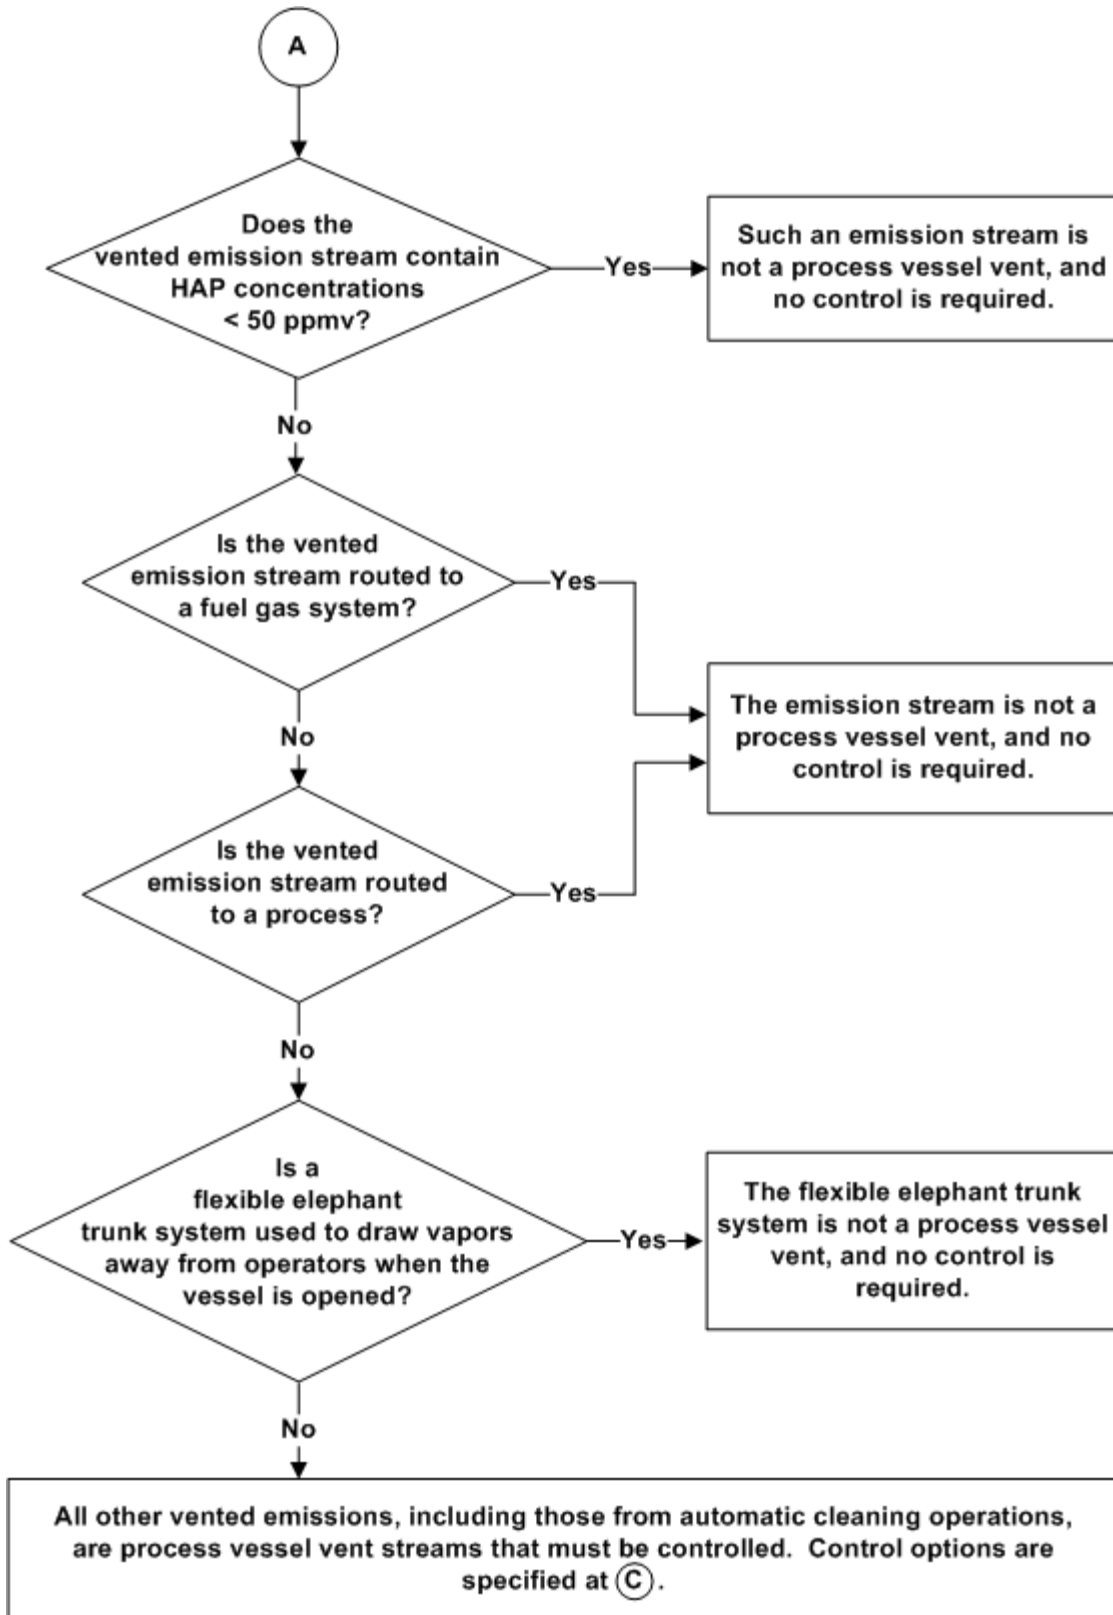 A
Does the
vented emission stream contain
HAP concentrations
< 50 ppmv?
Yes
Such an emission stream is
not a process vessel vent, and
no control is required.
No
Is the vented
emission stream routed to
a fuel gas system?
Yes
The emission stream is not a
process vessel vent, and no
control is required.
No
Is the vented
emission stream routed
to a process?
Yes
No
Is a
flexible elephant
trunk system used to draw vapors
away from operators when the
vessel is opened?
Yes
The flexible elephant trunk
system is not a process vessel
vent, and no control is
required.
No
All other vented emissions, including those from automatic cleaning operations,
are process vessel vent streams that must be controlled.  Control options are
specified at C.